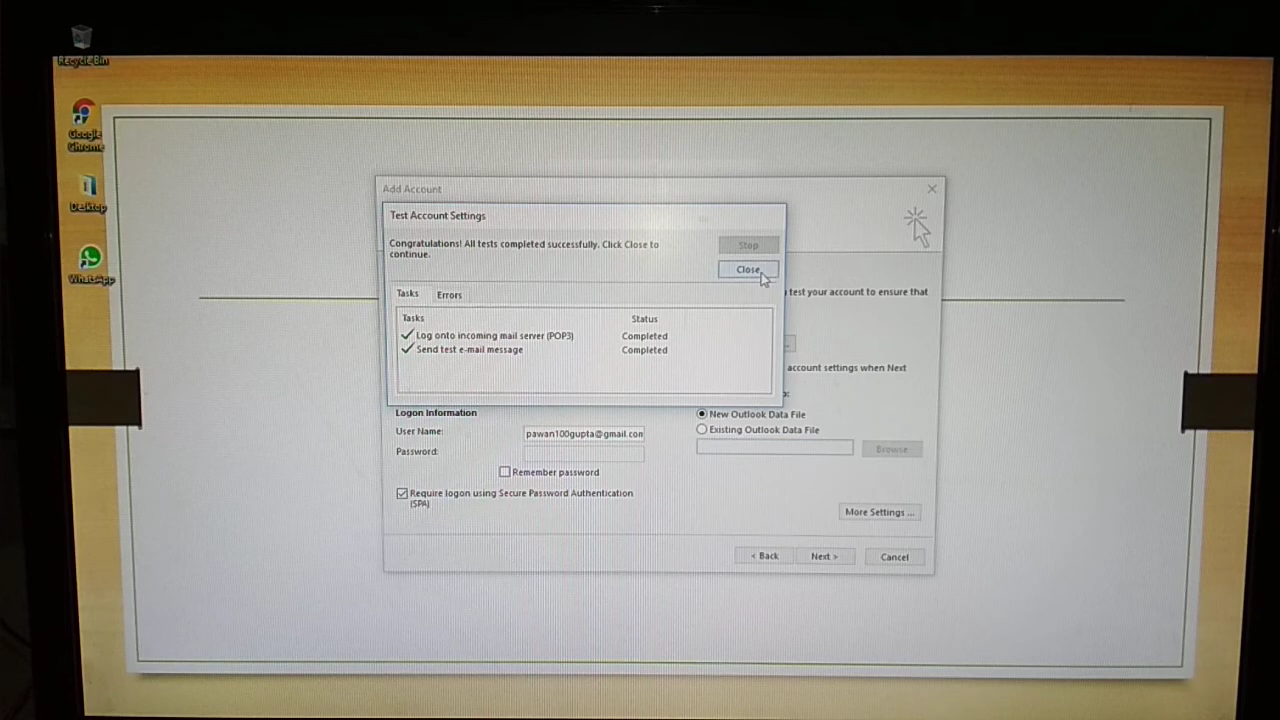 Recycle Bin
Google
Chrome
Desktop
WhatsApp
Add Account
Test Account Settings
Congratulations! All tests completed successfully. Click Close to
continue.
Stop
Close
Tasks
Errors
Tasks Status
Log onto incoming mail server (POP3) Completed
Send test e-mail message Completed
test your account to ensure that
account settings when Next
Logon Information
User Name: pawan100gupta@gmail.con
Password:
Remember password
Require logon using Secure Password Authentication
(SPA)
New Outlook Data File
Existing Outlook Data File
Browse
More Settings ...
< Back
Next >
Cancel